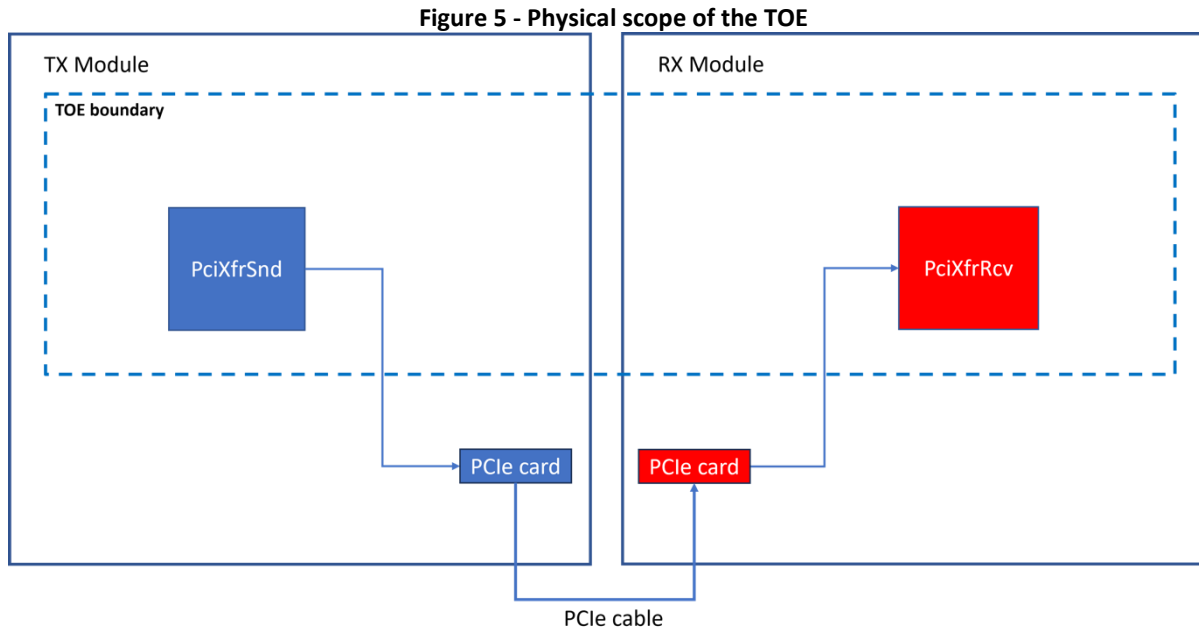 Figure 5 - Physical scope of the TOE
TX Module
RX Module
TOE boundary
PciXfrSnd
PciXfrRcv
PCIe card
PCIe card
PCIe cable